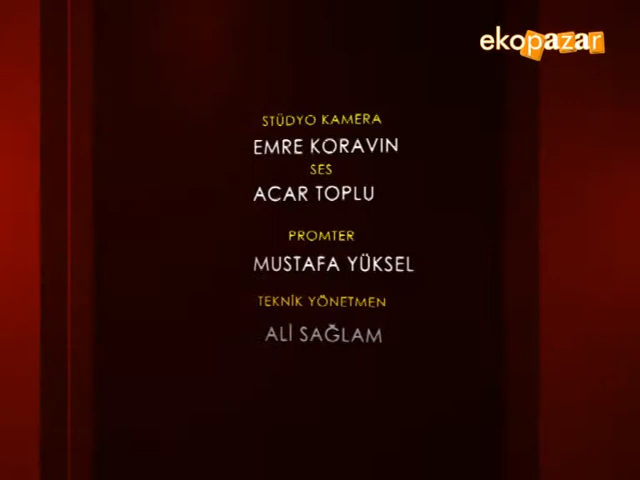 ekopazar
STÜDYO KAMERA
EMRE KORAVIN
SES
ACAR TOPLU
PROMTER
MUSTAFA YÜKSEL
TEKNİK YÖNETMEN
ALİ SAĞLAM